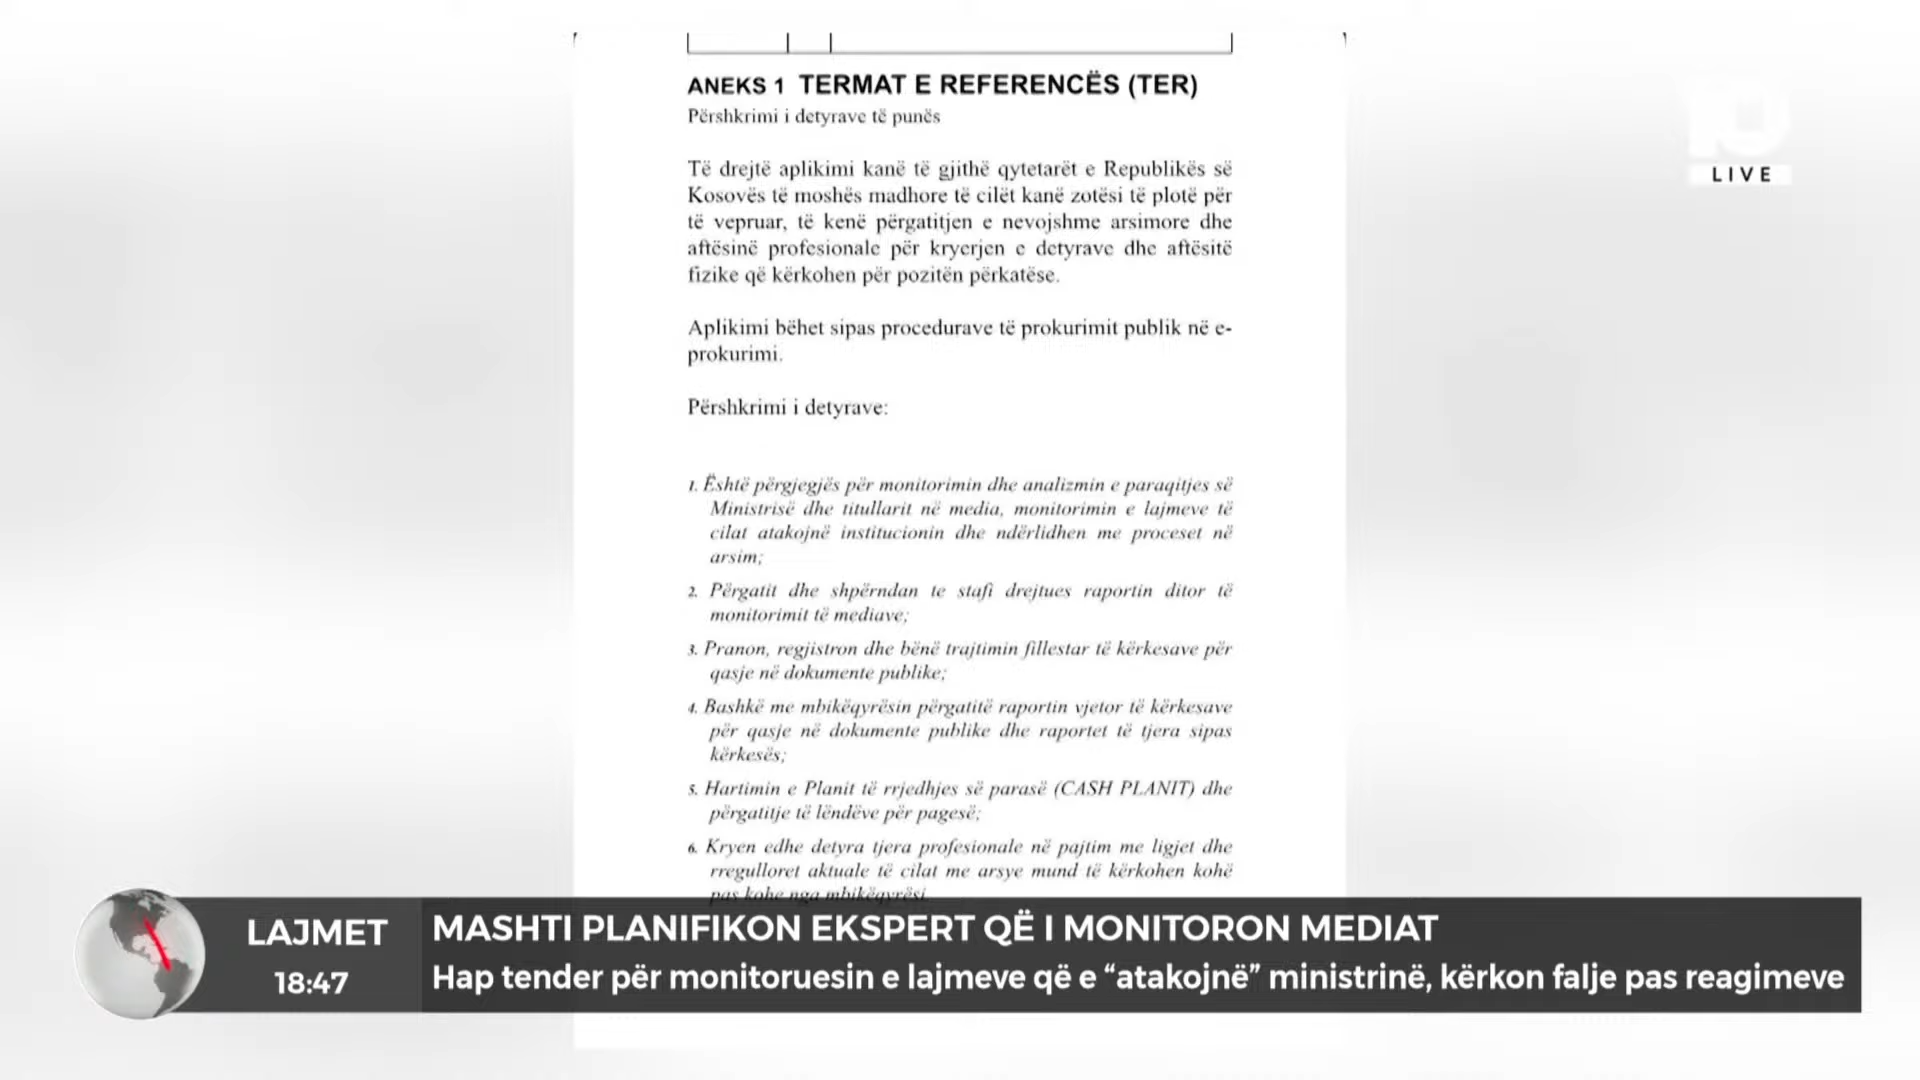 ANEKS 1 TERMAT E REFERENCËS (TER)
Përshkrimi i detyrave të punës
Të drejtë aplikimi kanë të gjithë qytetarët e Republikës së
Kosovës të moshës madhore të cilët kanë zotësi të plotë për
të vepruar, të kenë përgatitjen e nevojshme arsimore dhe
aftësinë profesionale për kryerjen e detyrave dhe aftësitë
fizike që kërkohen për pozitën përkatëse.
Aplikimi bëhet sipas procedurave të prokurimit publik në e-
prokurimi.
Përshkrimi i detyrave:
1. Është përgjegjës për monitorimin dhe analizmin e paraqitjes së
Ministrisë dhe titullarit në media, monitorimin e lajmeve të
cilat atakojnë institucionin dhe ndërlidhen me proceset në
arsim;
2. Përgatit dhe shpërndan te stafi drejtues raportin ditor të
monitorimit të mediave;
3. Pranon, regjistron dhe bënë trajtimin fillestar të kërkesave për
qasje në dokumente publike;
4. Bashkë me mbikëqyrësin përgatitë raportin vjetor të kërkesave
për qasje në dokumente publike dhe raportet të tjera sipas
kërkesës;
5. Hartimin e Planit të rrjedhjes së parasë (CASH PLANIT) dhe
përgatitje të lëndëve për pagesë;
6. Kryen edhe detyra tjera profesionale në pajtim me ligjet dhe
rregulloret aktuale të cilat me arsye mund të kërkohen kohë
pas kohe nga mbikëqyrësi.
10
LIVE
LAJMET
18:47
MASHTI PLANIFIKON EKSPERT QË I MONITORON MEDIAT
Hap tender për monitoruesin e lajmeve që e “atakojnë” ministrinë, kërkon falje pas reagimeve